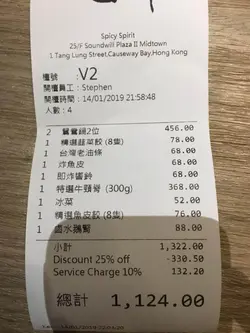 Spicy Spirit
25/F Soundwill Plaza II Midtown
1 Tang Lung Street,Causeway Bay,Hong Kong
檯號 :V2
開檯員工：Stephen
開檯時間：14/01/2019 21:58:48
人數：4
2 鴛鴦鍋2位 456.00
1 精選韮菜餃 (8隻) 78.00
1 台灣老油條 68.00
1 炸魚皮 68.00
1 即炸響鈴 68.00
1 特選牛頸脊 (300g) 368.00
1 冰菜 52.00
1 精選魚皮餃 (8隻) 76.00
1 鹵水鵝腎 88.00
小計 1,322.00
Discount 25% off -330.50
Service Charge 10% 132.20
總計 1,124.00